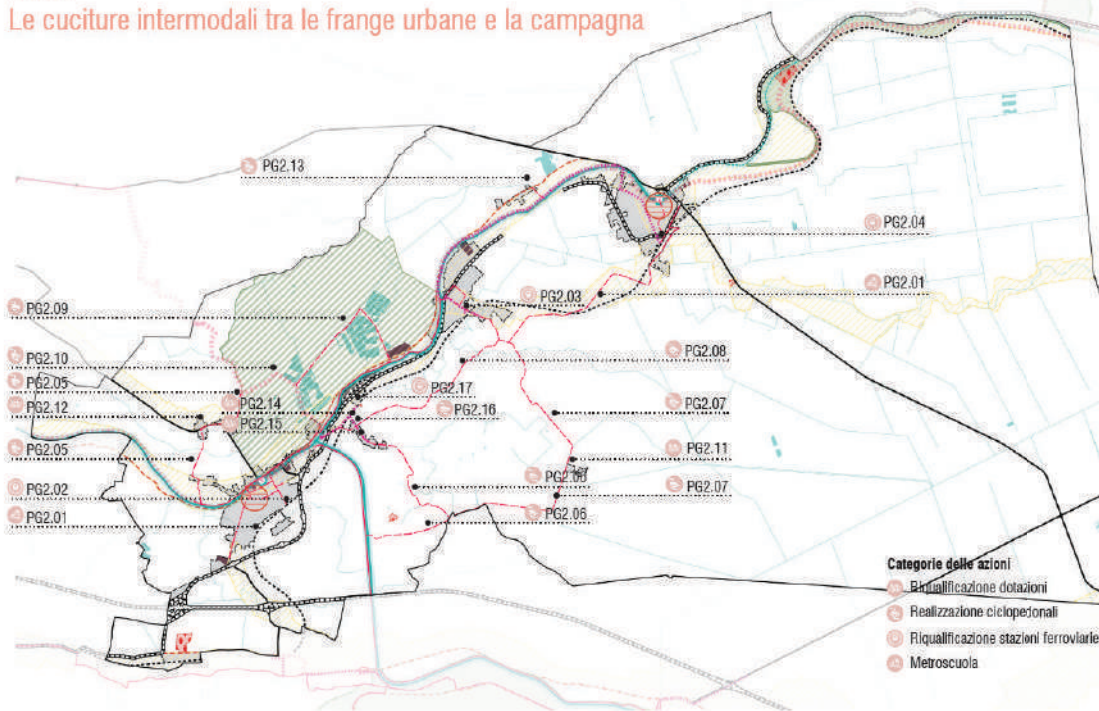 Le cuciture intermodali tra le frange urbane e la campagna
PG2.13
PG2.04
PG2.01
PG2.03
PG2.09
PG2.08
PG2.10
PG2.05
PG2.17
PG2.12
PG2.14
PG2.16
PG2.07
PG2.15
PG2.05
PG2.11
PG2.02
PG2.07
PG2.01
PG2.06
Categorie delle azioni
Riqualificazione dotazioni
Realizzazione ciclopedonali
Riqualificazione stazioni ferroviarie
Metroscuola